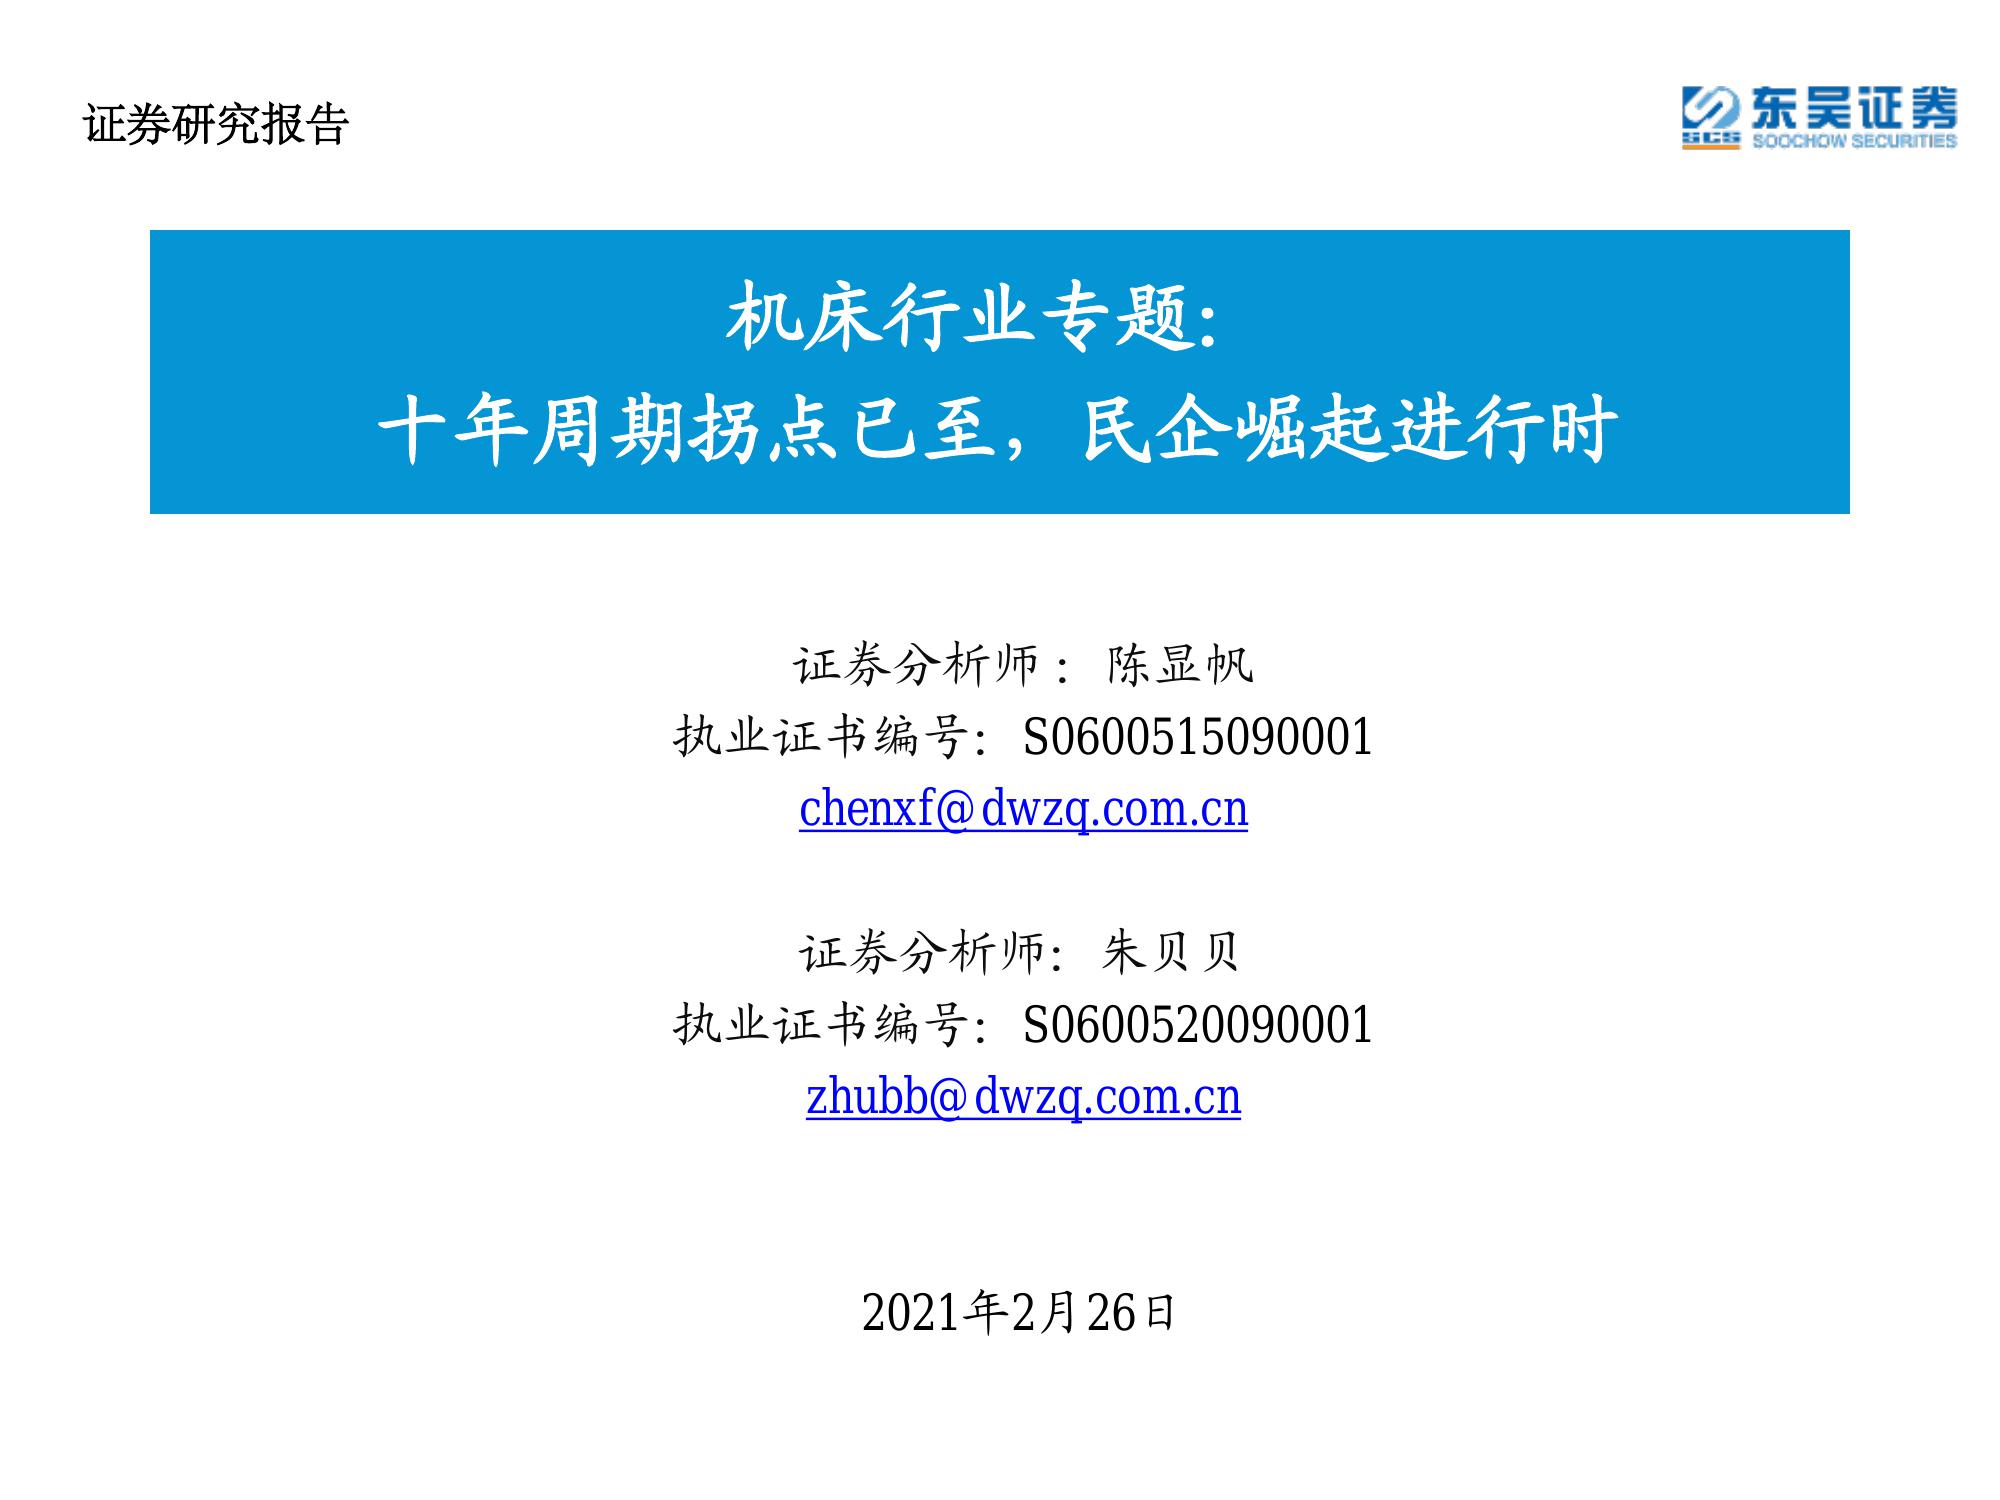 证券研究报告
东吴证券
SCS
SOOCHOW SECURITIES
机床行业专题：
十年周期拐点已至，民企崛起进行时
证券分析师：陈显帆
执业证书编号：S0600515090001
chenxf@dwzq.com.cn
证券分析师：朱贝贝
执业证书编号：S0600520090001
zhubb@dwzq.com.cn
2021年2月26日